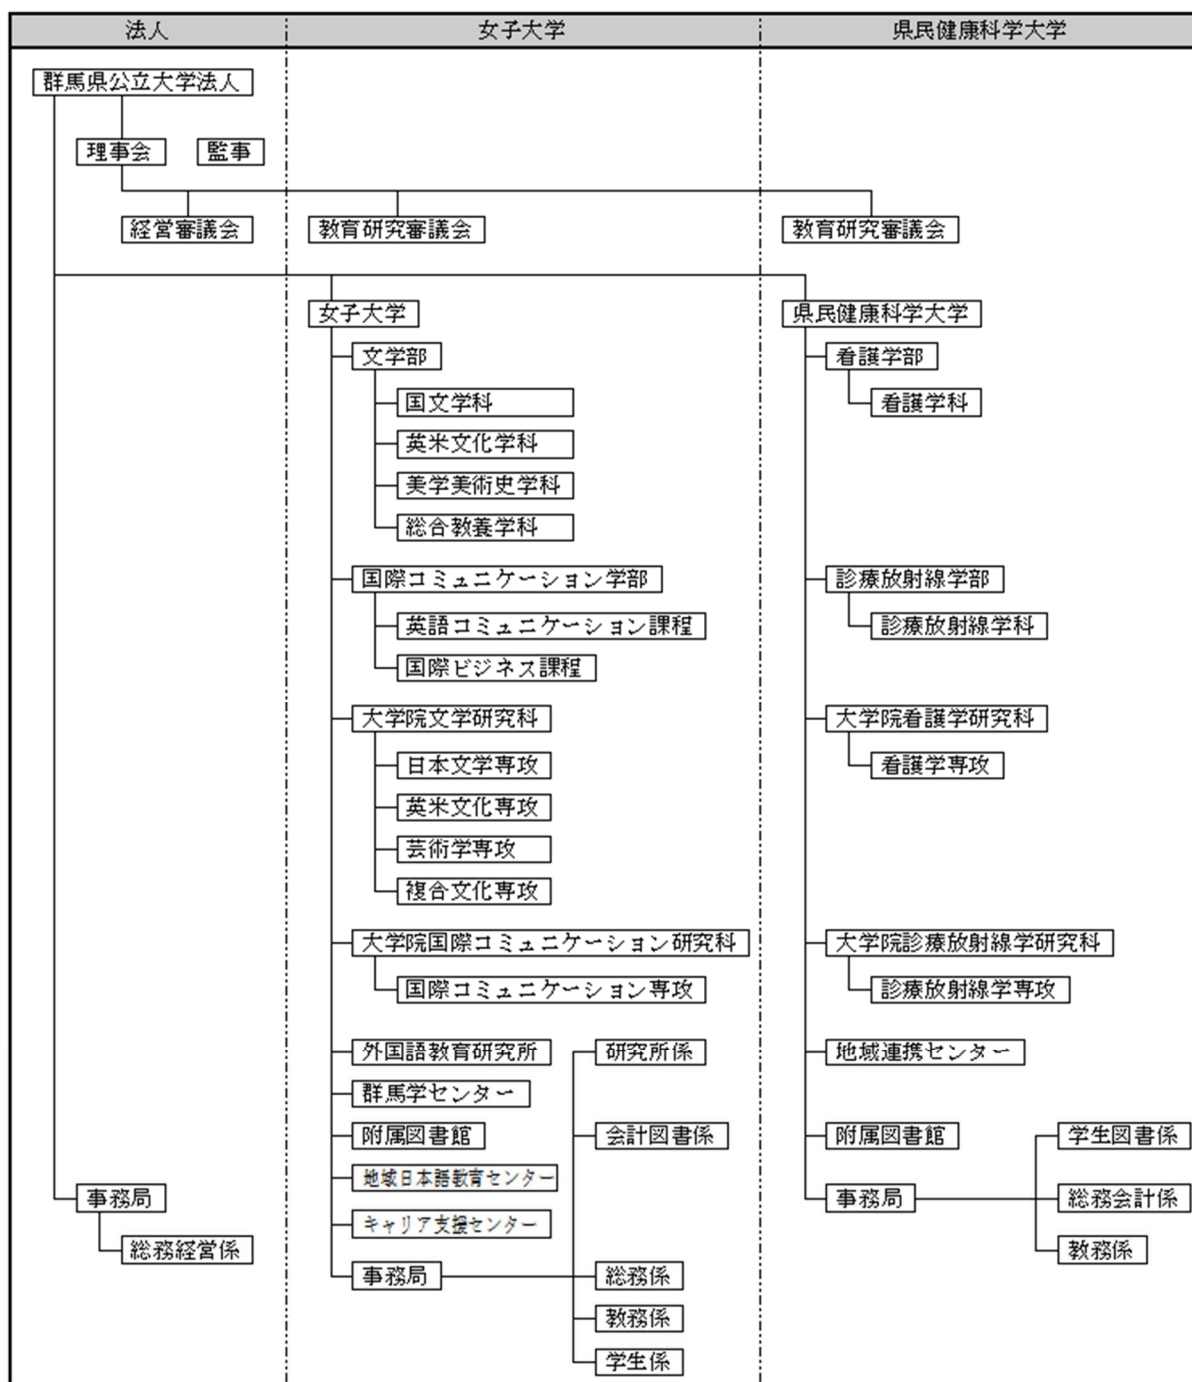 法人 女子大学 県民健康科学大学
群馬県公立大学法人
理事会 監事
経営審議会 教育研究審議会 教育研究審議会
女子大学 県民健康科学大学
文学部 看護学部
国文学科 看護学科
英米文化学科
美学美術史学科
総合教養学科
国際コミュニケーション学部 診療放射線学部
英語コミュニケーション課程 診療放射線学科
国際ビジネス課程
大学院文学研究科 大学院看護学研究科
日本文学専攻 看護学専攻
英米文化専攻
芸術学専攻
複合文化専攻
大学院国際コミュニケーション研究科 大学院診療放射線学研究科
国際コミュニケーション専攻 診療放射線学専攻
外国語教育研究所 研究所係 地域連携センター
群馬学センター
附属図書館 会計図書係 附属図書館 学生図書係
地域日本語教育センター
事務局 事務局 総務会計係
キャリア支援センター
総務経営係 教務係
事務局 総務係
教務係
学生係